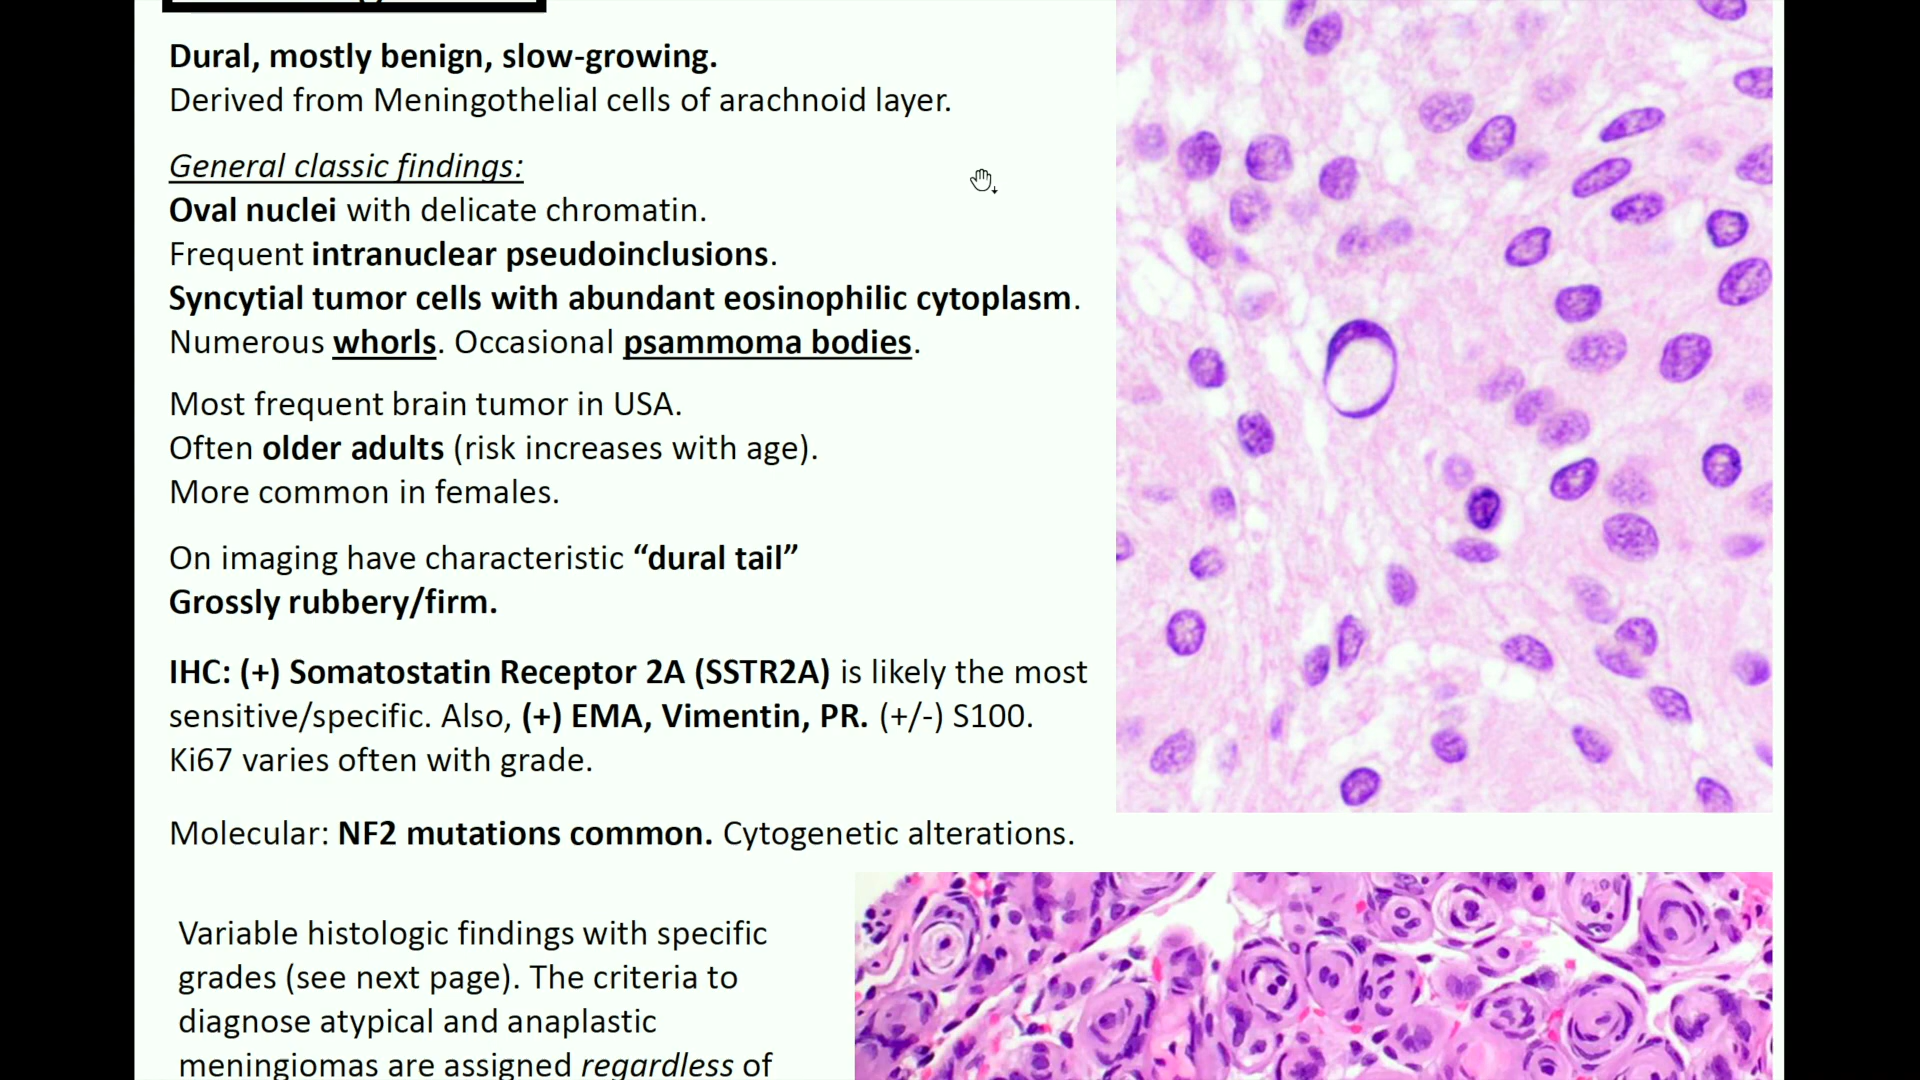 Dural, mostly benign, slow-growing.
Derived from Meningothelial cells of arachnoid layer.
General classic findings:
Oval nuclei with delicate chromatin.
Frequent intranuclear pseudoinclusions.
Syncytial tumor cells with abundant eosinophilic cytoplasm.
Numerous whorls. Occasional psammoma bodies.
Most frequent brain tumor in USA.
Often older adults (risk increases with age).
More common in females.
On imaging have characteristic “dural tail”
Grossly rubbery/firm.
IHC: (+) Somatostatin Receptor 2A (SSTR2A) is likely the most
sensitive/specific. Also, (+) EMA, Vimentin, PR. (+/-) S100.
Ki67 varies often with grade.
Molecular: NF2 mutations common. Cytogenetic alterations.
Variable histologic findings with specific
grades (see next page). The criteria to
diagnose atypical and anaplastic
meningiomas are assigned regardless of